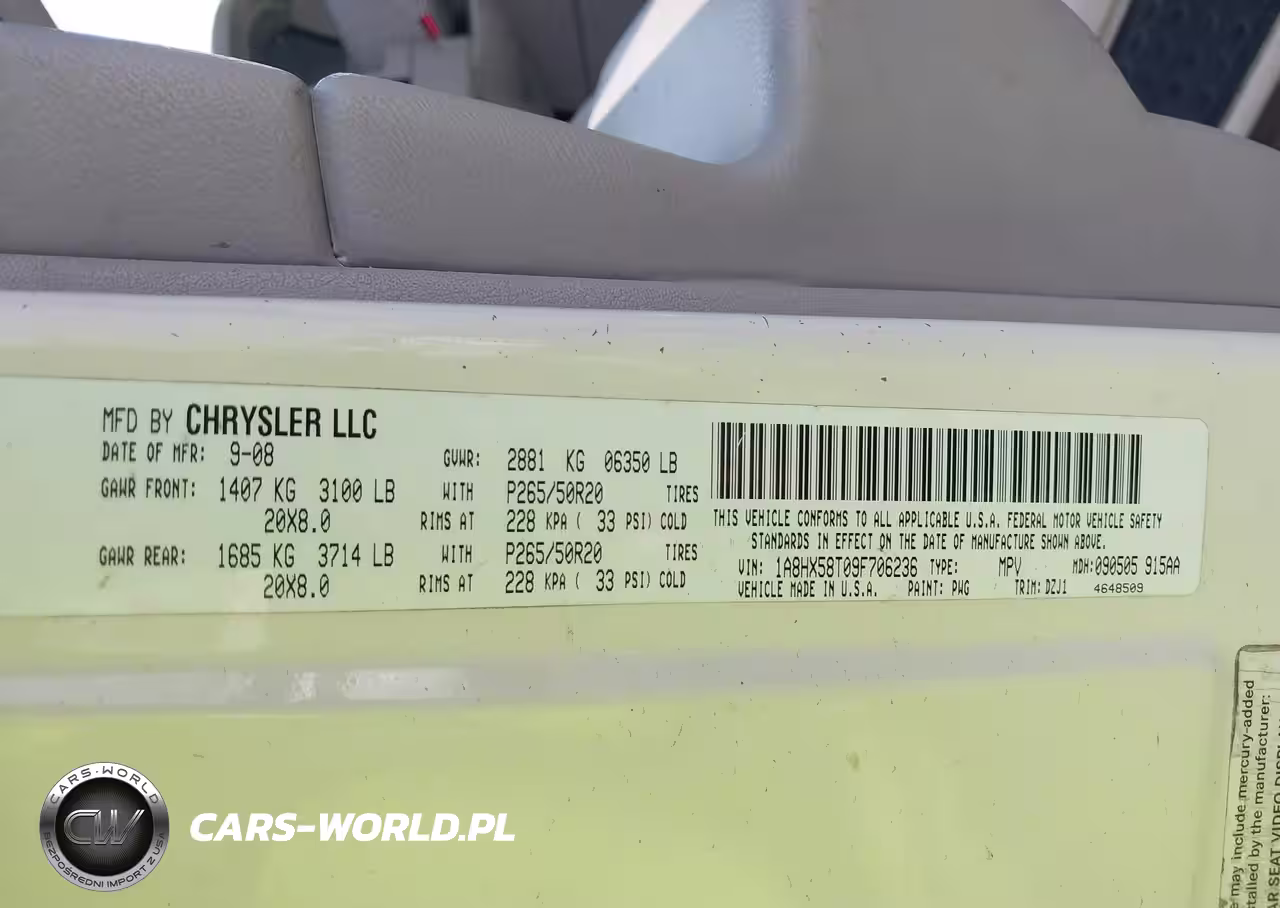 MFD BY CHRYSLER LLC
DATE OF MFR: 9-08 GVWR: 2881 KG 06350 LB
GAWR FRONT: 1407 KG 3100 LB WITH P265/50R20 TIRES
20X8.0 RIMS AT 228 KPA ( 33 PSI) COLD
GAWR REAR: 1685 KG 3714 LB WITH P265/50R20 TIRES
20X8.0 RIMS AT 228 KPA ( 33 PSI) COLD
THIS VEHICLE CONFORMS TO ALL APPLICABLE U.S.A. FEDERAL MOTOR VEHICLE SAFETY
STANDARDS IN EFFECT ON THE DATE OF MANUFACTURE SHOWN ABOVE.
VIN: 1A8HX58T09F706236 TYPE: MPV MDH:090505 915AA
VEHICLE MADE IN U.S.A. PAINT: PWG TRIM: DZJ1 4648509
may include mercury-added
by the manufacturer:
SEAT VIDEO
CARS-WORLD
CW
BEZPOŚREDNI IMPORT Z USA
CARS-WORLD.PL